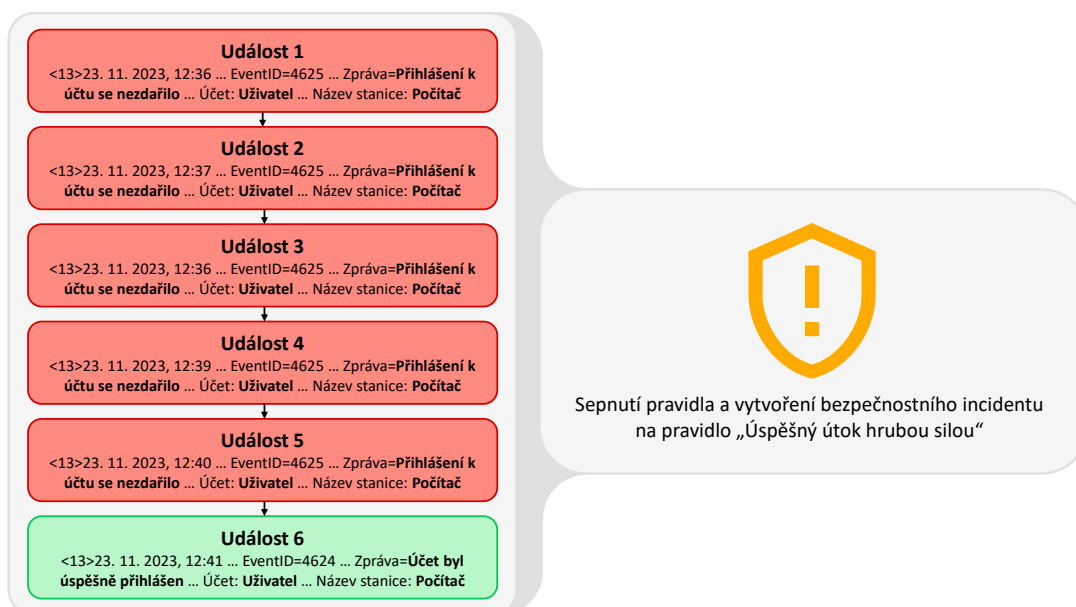 Událost 1
<13>23. 11. 2023, 12:36 ... EventID=4625 ... Zpráva=Přihlášení k
účtu se nezdařilo ... Účet: Uživatel ... Název stanice: Počítač
Událost 2
<13>23. 11. 2023, 12:37 ... EventID=4625 ... Zpráva=Přihlášení k
účtu se nezdařilo ... Účet: Uživatel ... Název stanice: Počítač
Událost 3
<13>23. 11. 2023, 12:36 ... EventID=4625 ... Zpráva=Přihlášení k
účtu se nezdařilo ... Účet: Uživatel ... Název stanice: Počítač
Událost 4
<13>23. 11. 2023, 12:39 ... EventID=4625 ... Zpráva=Přihlášení k
účtu se nezdařilo ... Účet: Uživatel ... Název stanice: Počítač
Událost 5
<13>23. 11. 2023, 12:40 ... EventID=4625 ... Zpráva=Přihlášení k
účtu se nezdařilo ... Účet: Uživatel ... Název stanice: Počítač
Událost 6
<13>23. 11. 2023, 12:41 ... EventID=4624 ... Zpráva=Účet byl
úspěšně přihlášen ... Účet: Uživatel ... Název stanice: Počítač
Sepnutí pravidla a vytvoření bezpečnostního incidentu
na pravidlo „Úspěšný útok hrubou silou“